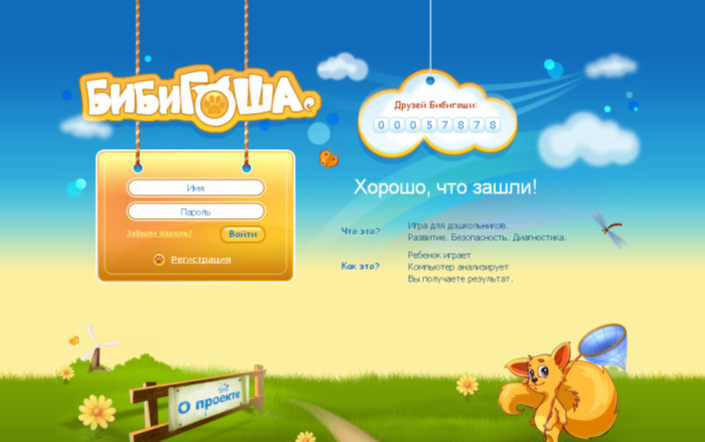 БИБИГОША
Друзей Бибигоши:
00057878
Имя
Пароль
Забыли пароль?
Войти
Регистрация
Хорошо, что зашли!
Что это?
Игра для дошкольников.
Развитие. Безопасность. Диагностика.
Как это?
Ребенок играет
Компьютер анализирует
Вы получаете результат.
О проекте